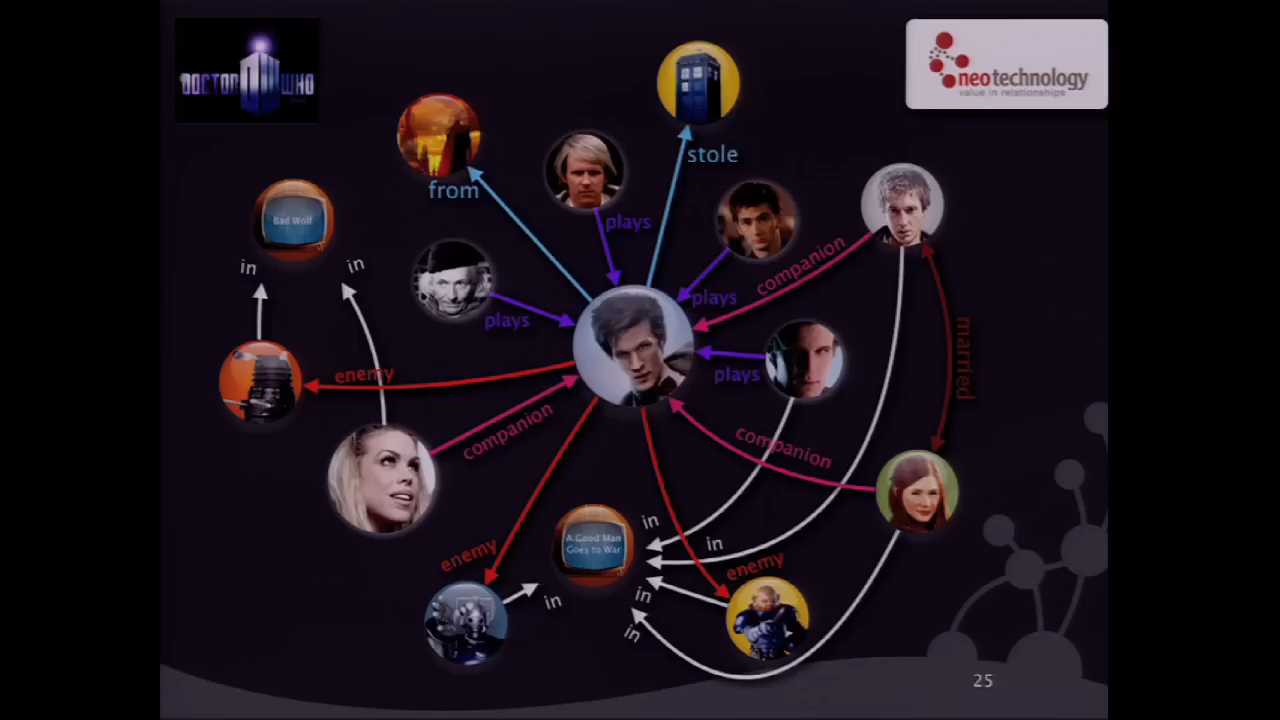 DOCTOR WHO
neotechnology
value in relationships
stole
from
plays
Bad Wolf
companion
in
in
plays
plays
plays
married
enemy
companion
companion
in
A Good Man
Goes to War
in
enemy
enemy
in
in
in
25